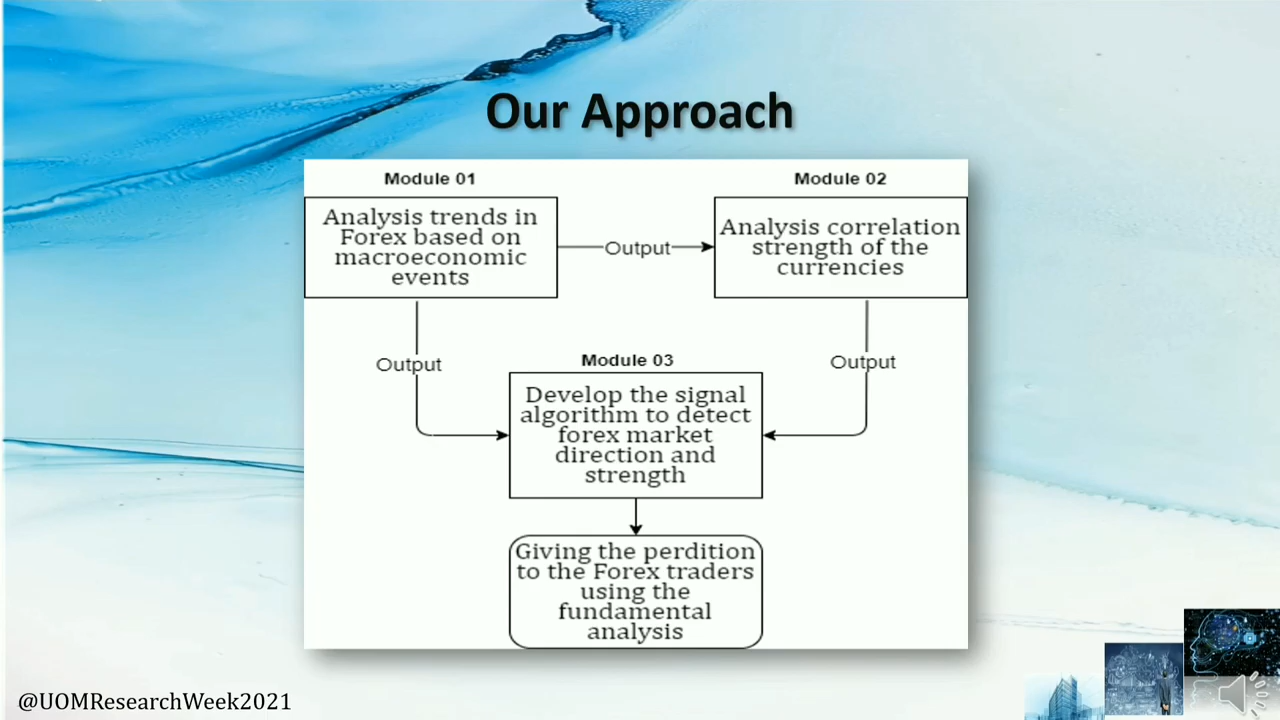 Our Approach
Module 01
Analysis trends in
Forex based on
macroeconomic
events
Output
Module 02
Analysis correlation
strength of the
currencies
Output
Output
Module 03
Develop the signal
algorithm to detect
forex market
direction and
strength
Giving the perdition
to the Forex traders
using the
fundamental
analysis
@UOMResearchWeek2021